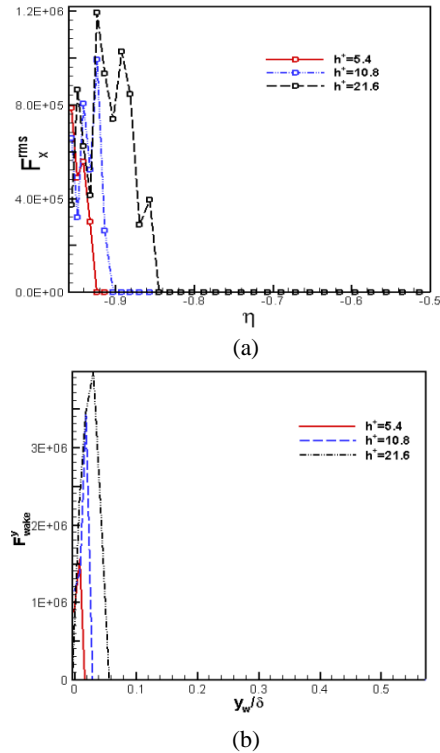 1.2E+06
8.0E+05
4.0E+05
0.0E+00
F_x^rms
h⁺=5.4
h⁺=10.8
h⁺=21.6
-0.9 -0.8 -0.7 -0.6 -0.5
η
(a)
3E+06
2E+06
1E+06
0
F^y_wake
h⁺=5.4
h⁺=10.8
h⁺=21.6
0 0.1 0.2 0.3 0.4 0.5
y_w/δ
(b)